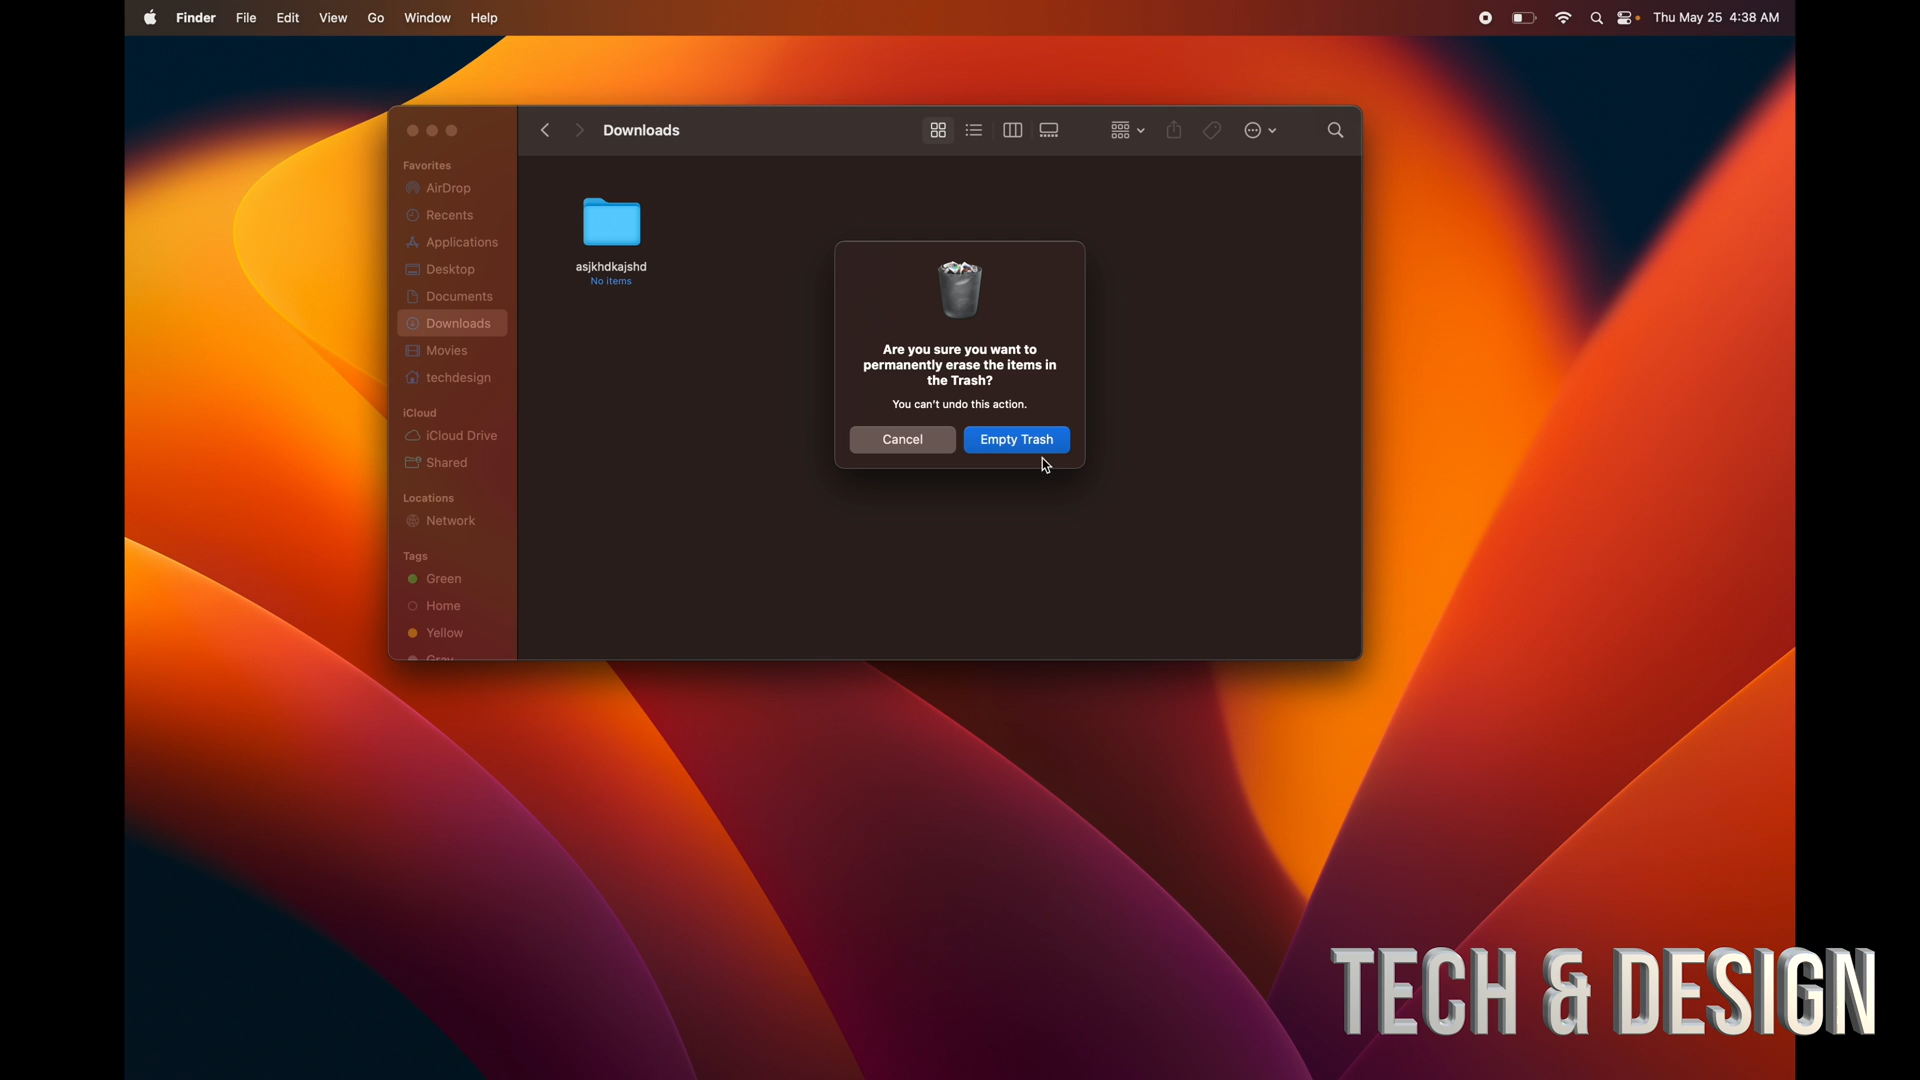 Finder File Edit View Go Window Help Thu May 25 4:38 AM
Downloads
Favorites
AirDrop
Recents
Applications
Desktop
Documents
Downloads
Movies
techdesign
iCloud
iCloud Drive
Shared
Locations
Network
Tags
Green
Home
Yellow
Gray
asjkhdkajshd
No items
Are you sure you want to
permanently erase the items in
the Trash?
You can't undo this action.
Cancel Empty Trash
TECH & DESIGN